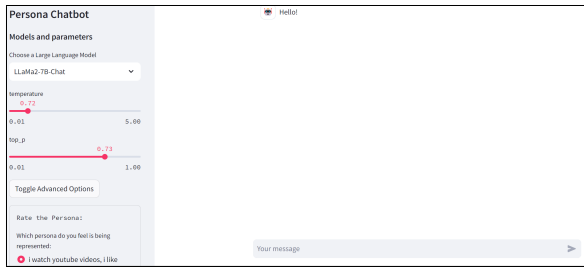 Persona Chatbot
Models and parameters
Choose a Large Language Model
LLaMa2-7B-Chat
temperature
0.72
0.01 5.00
top_p
0.73
0.01 1.00
Toggle Advanced Options
Rate the Persona:
Which persona do you feel is being
represented:
i watch youtube videos, i like
Hello!
Your message